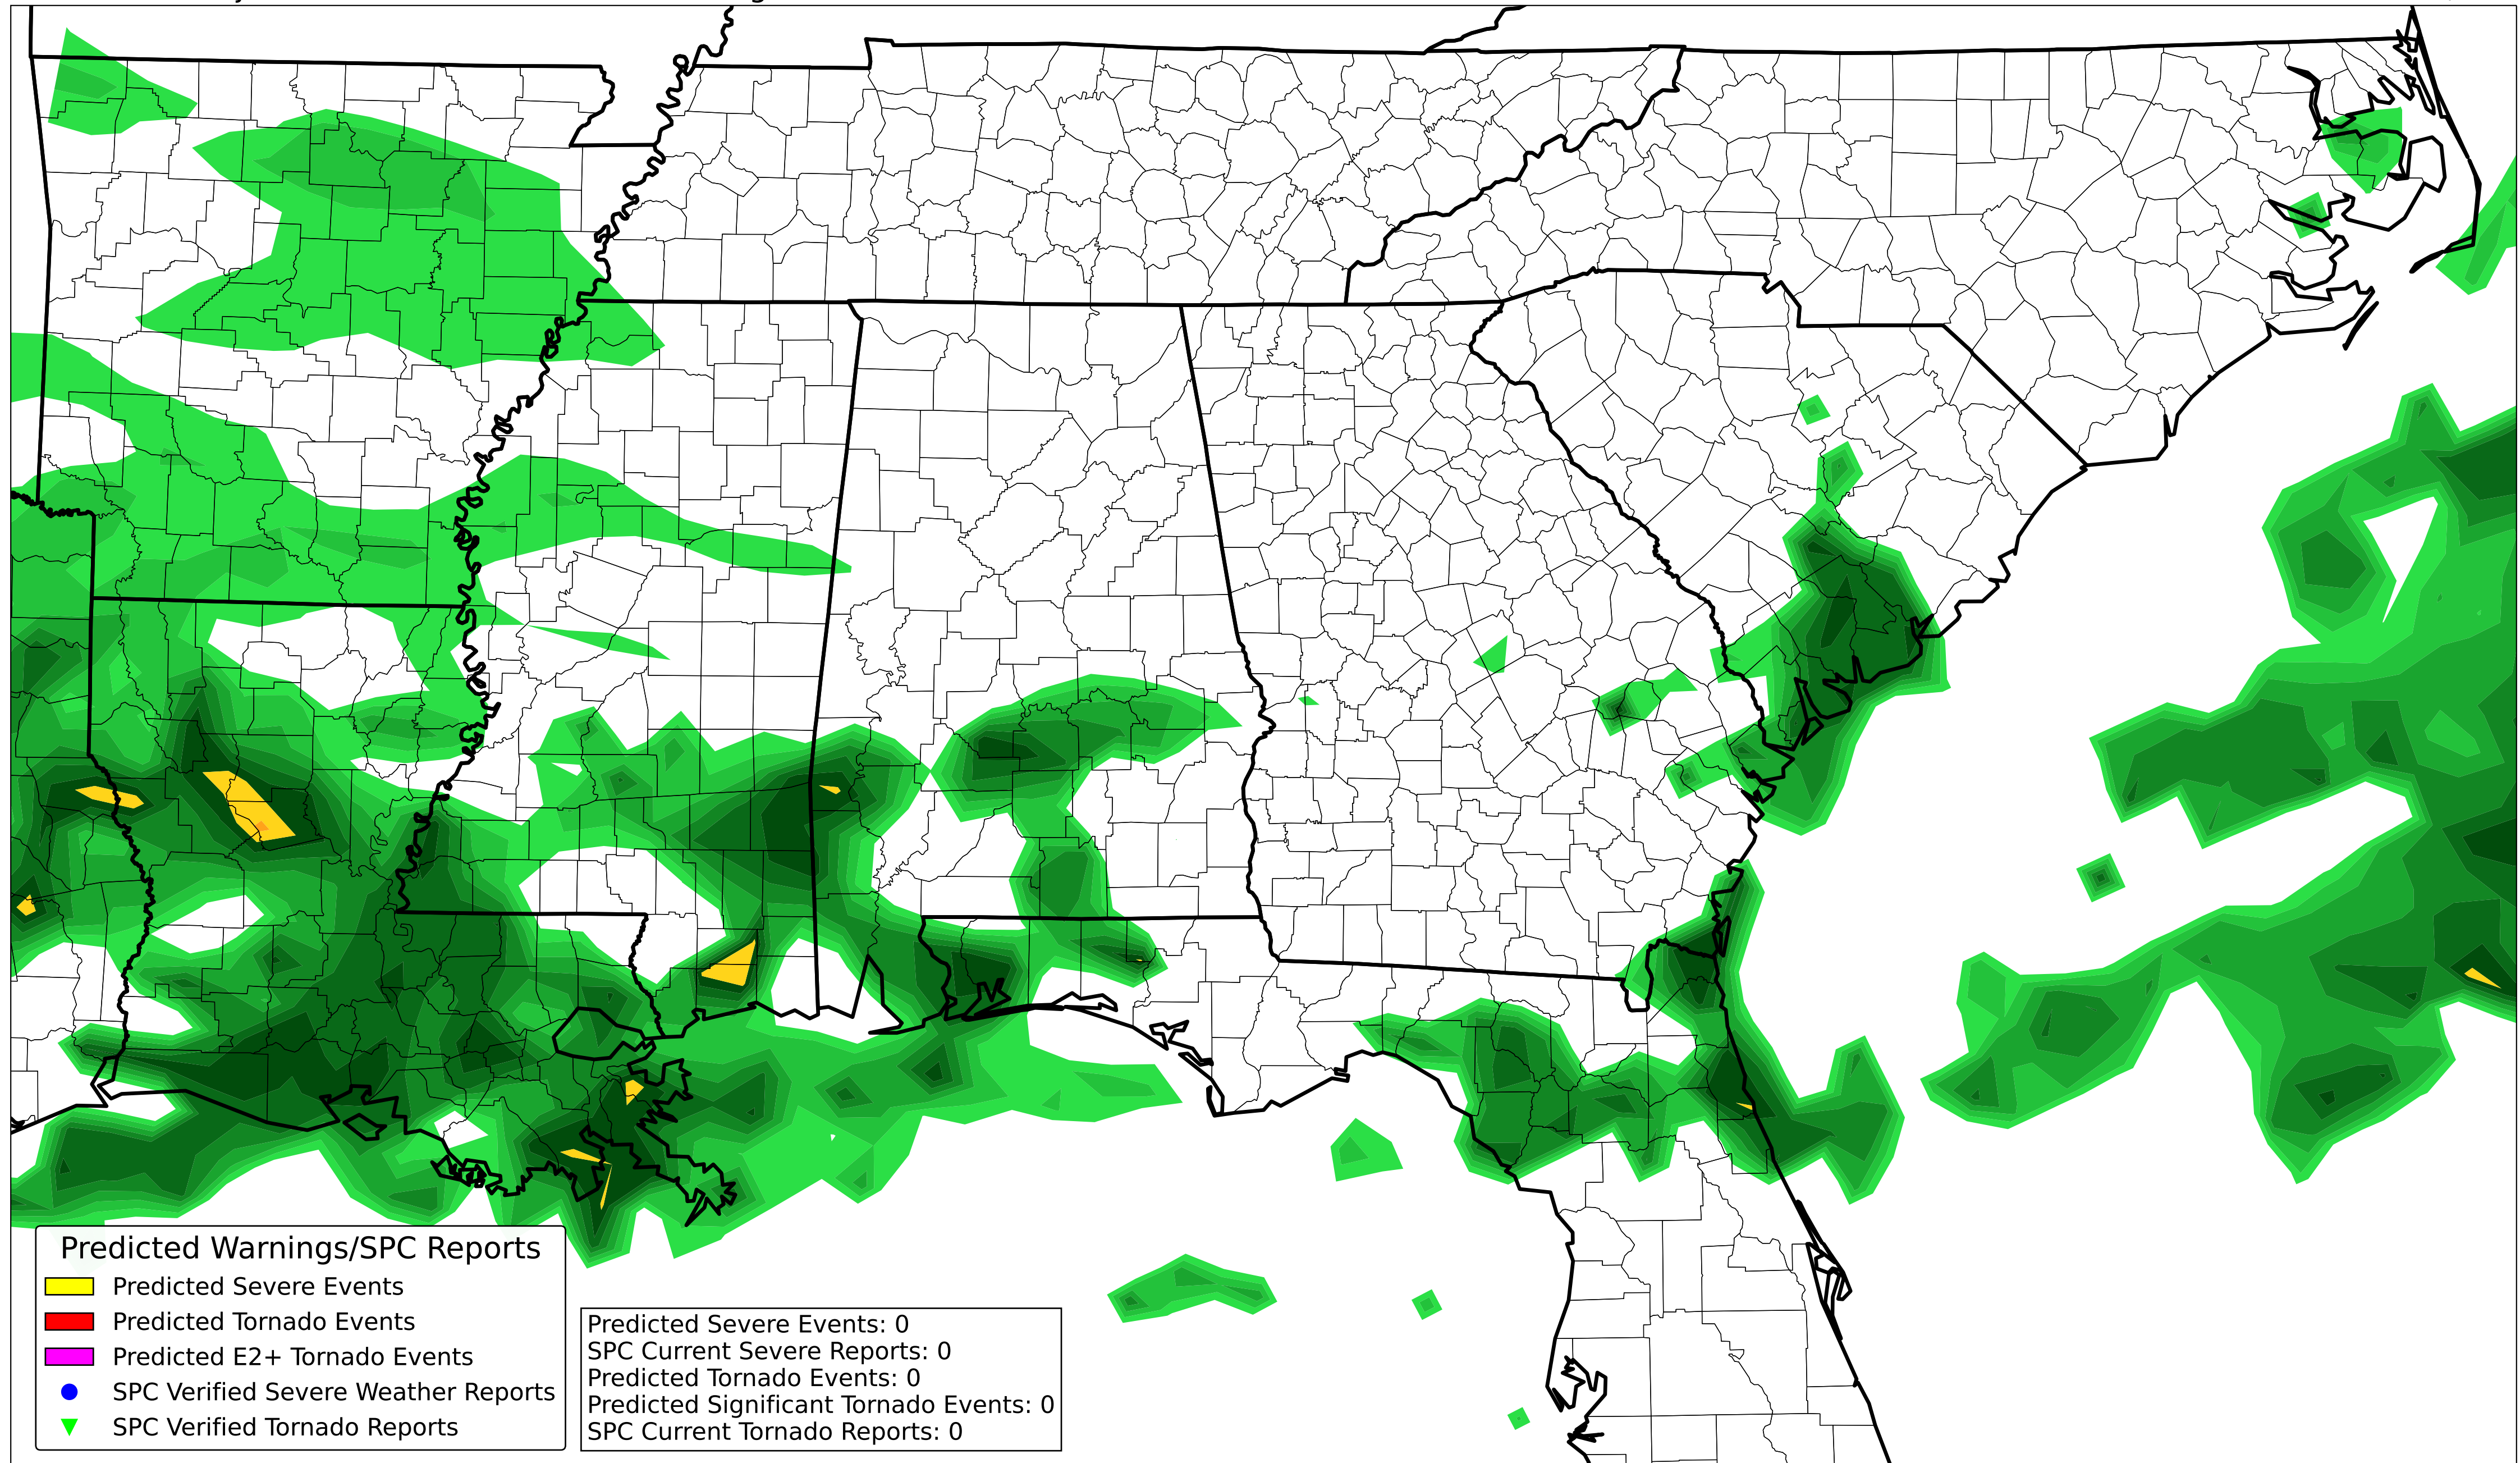 Predicted Warnings/SPC Reports
Predicted Severe Events
Predicted Tornado Events
Predicted E2+ Tornado Events
SPC Verified Severe Weather Reports
SPC Verified Tornado Reports
Predicted Severe Events: 0
SPC Current Severe Reports: 0
Predicted Tornado Events: 0
Predicted Significant Tornado Events: 0
SPC Current Tornado Reports: 0